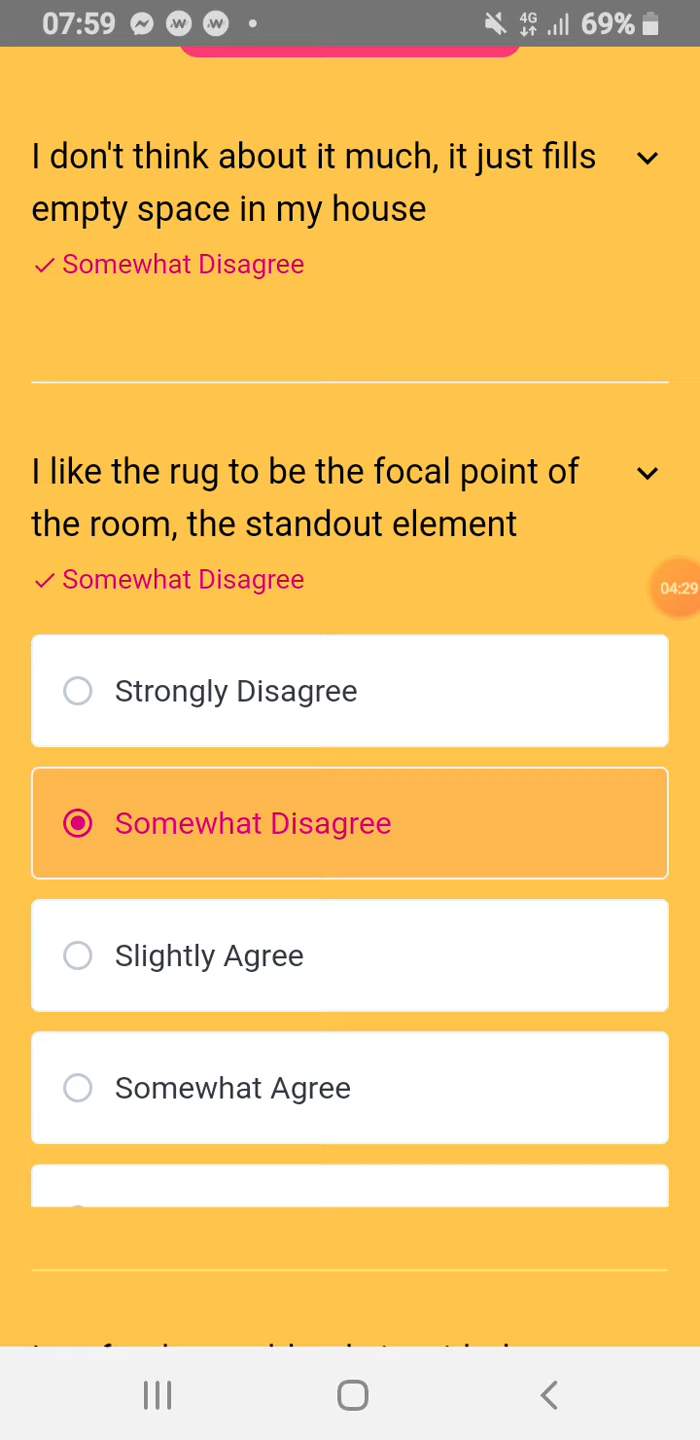 07:59 4G 69%
I don't think about it much, it just fills
empty space in my house
Somewhat Disagree
I like the rug to be the focal point of
the room, the standout element
Somewhat Disagree
04:29
Strongly Disagree
Somewhat Disagree
Slightly Agree
Somewhat Agree